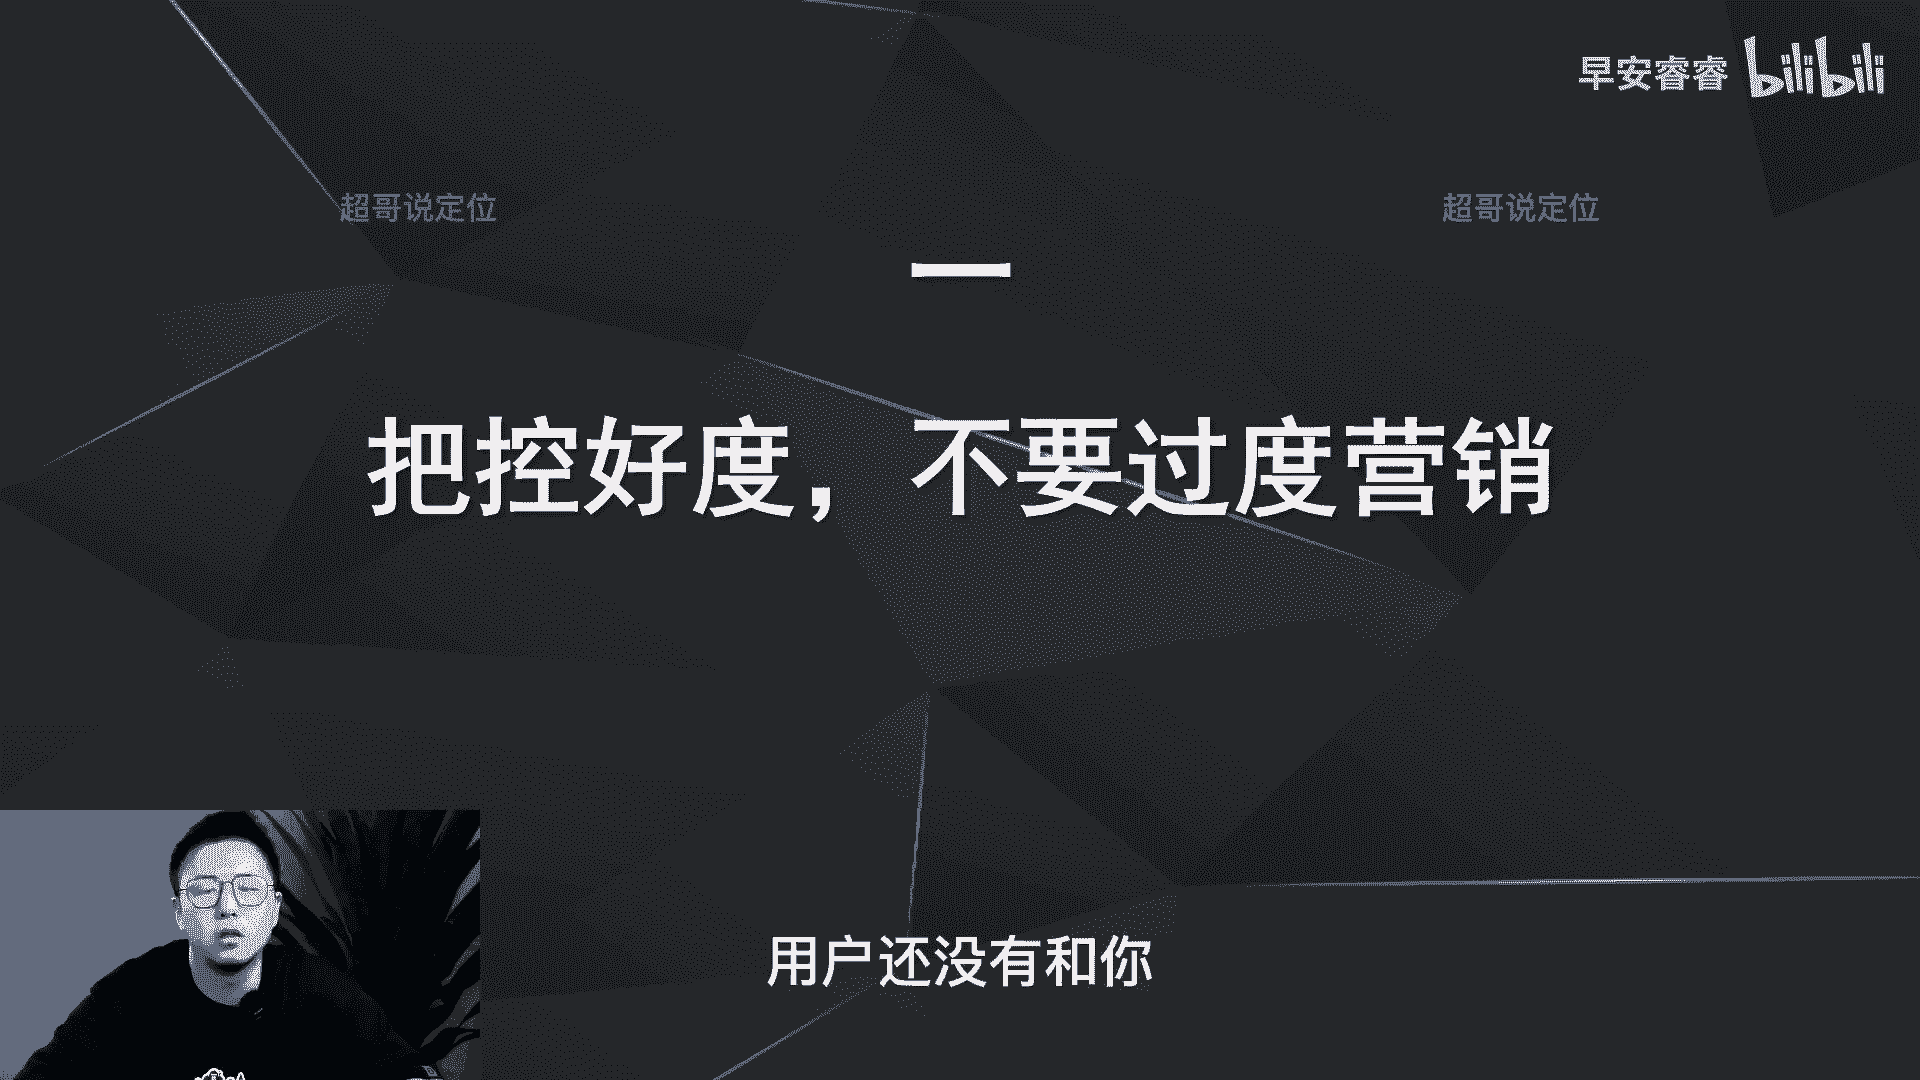 早安睿睿 bilibili
超哥说定位 超哥说定位
一
把控好度，不要过度营销
用户还没有和你